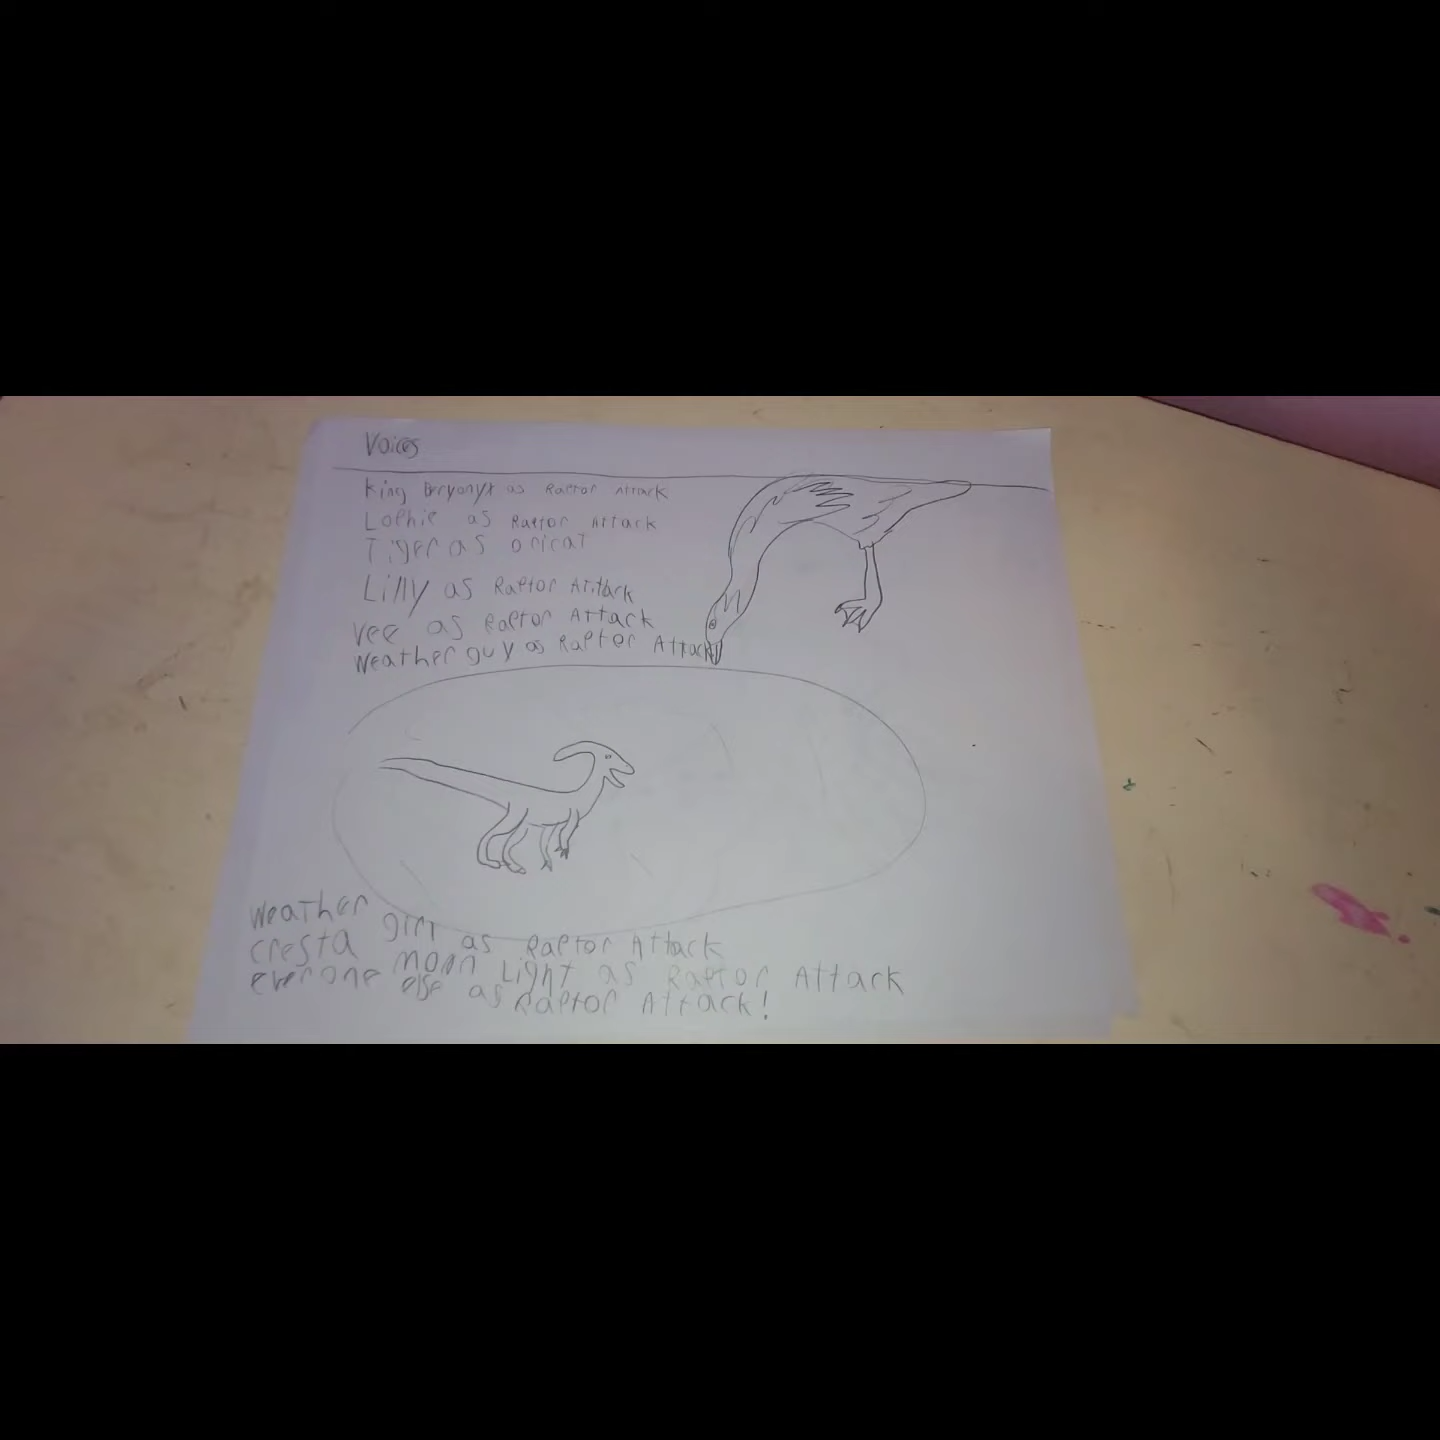 Voices
King Beryonyx as Raptor Attack
Lophie as Raptor Attack
Tiger as oricat
Lilly as Raptor Attack
Vee as Raptor Attack
Weather guy as Raptor Attack
Weather girl as Raptor Attack
Cresta moon Light as Raptor Attack
everone else as Raptor Attack!